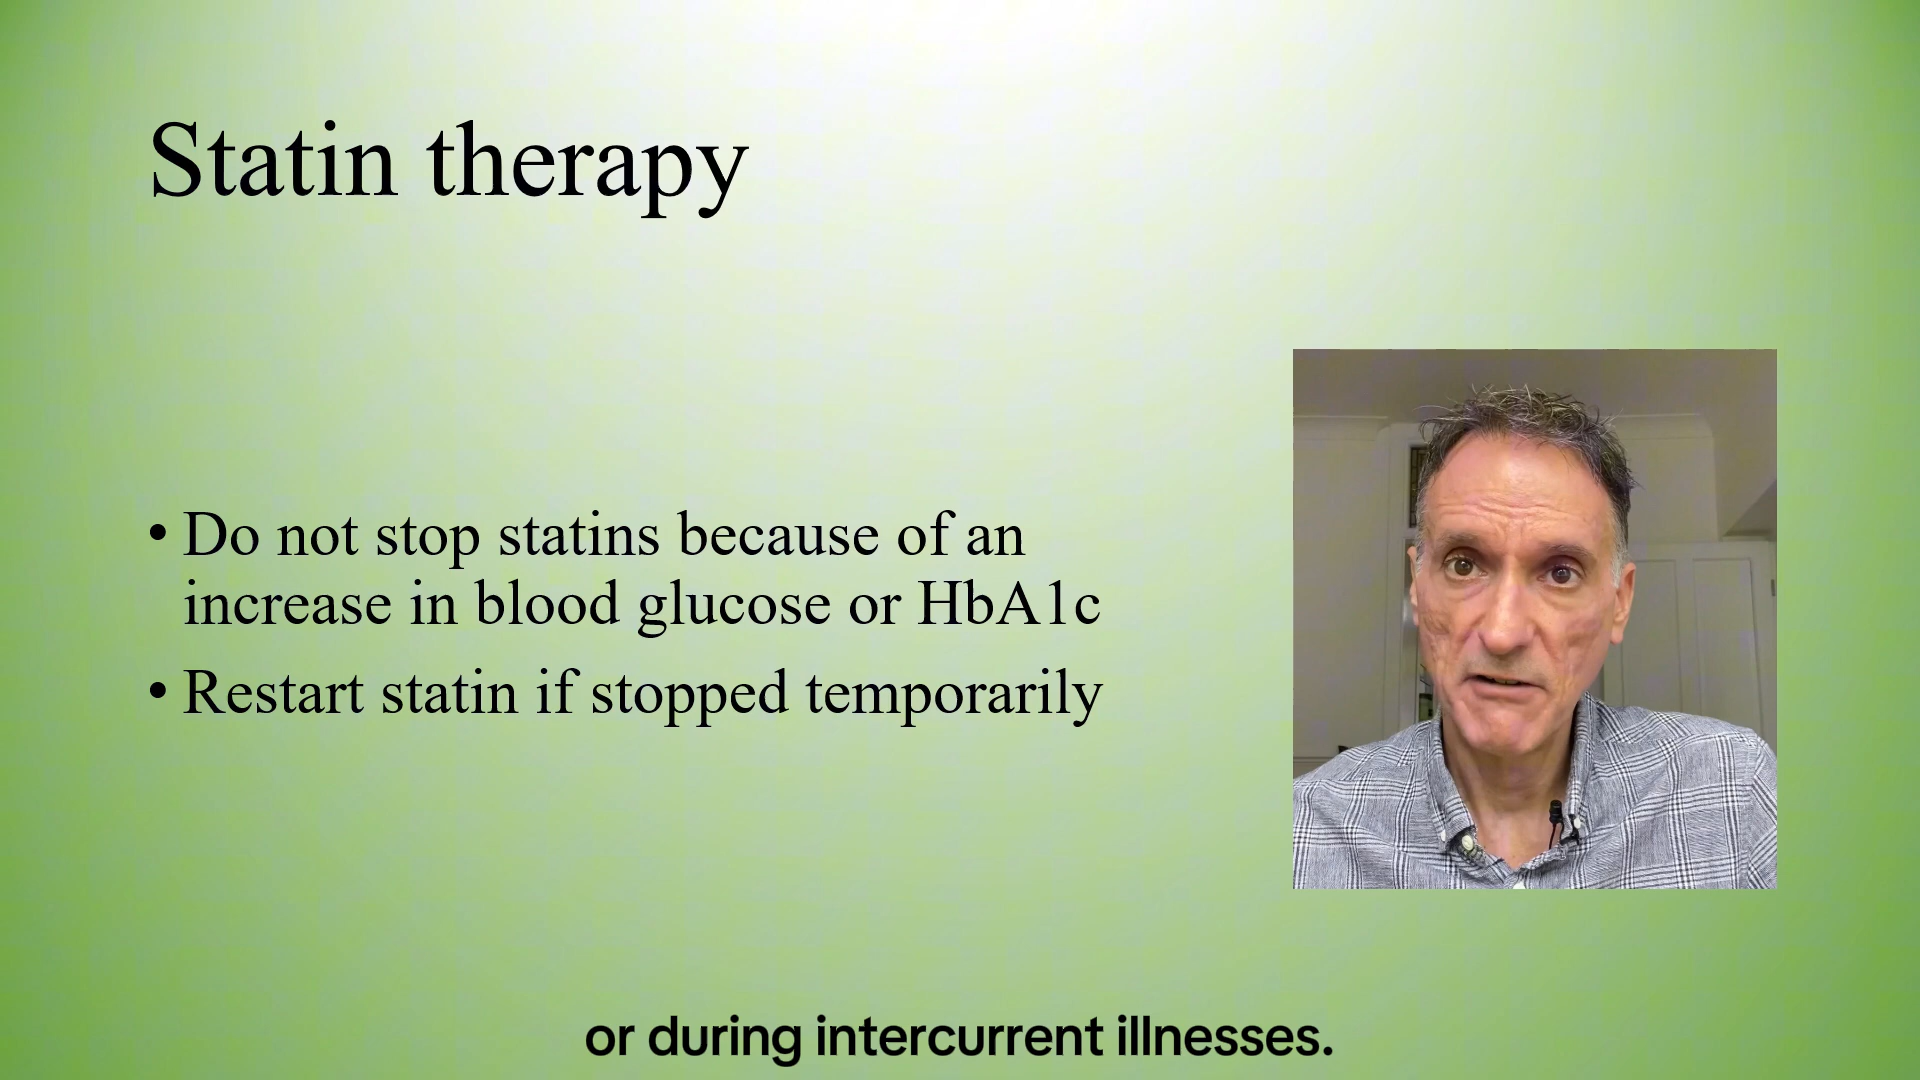 Statin therapy
• Do not stop statins because of an
increase in blood glucose or HbA1c
• Restart statin if stopped temporarily
or during intercurrent illnesses.